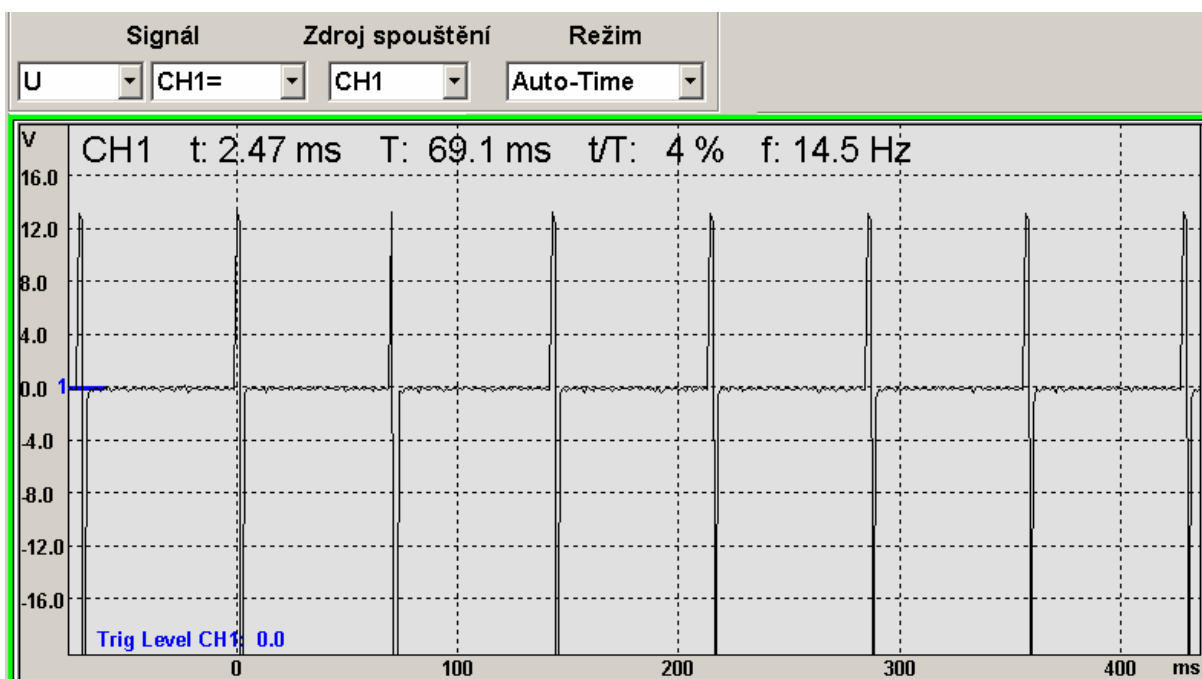 Signál Zdroj spouštění Režim
U CH1= CH1 Auto-Time
V CH1 t: 2.47 ms T: 69.1 ms t/T: 4 % f: 14.5 Hz
16.0
12.0
8.0
4.0
0.0 1
-4.0
-8.0
-12.0
-16.0
Trig Level CH1: 0.0
0 100 200 300 400 ms